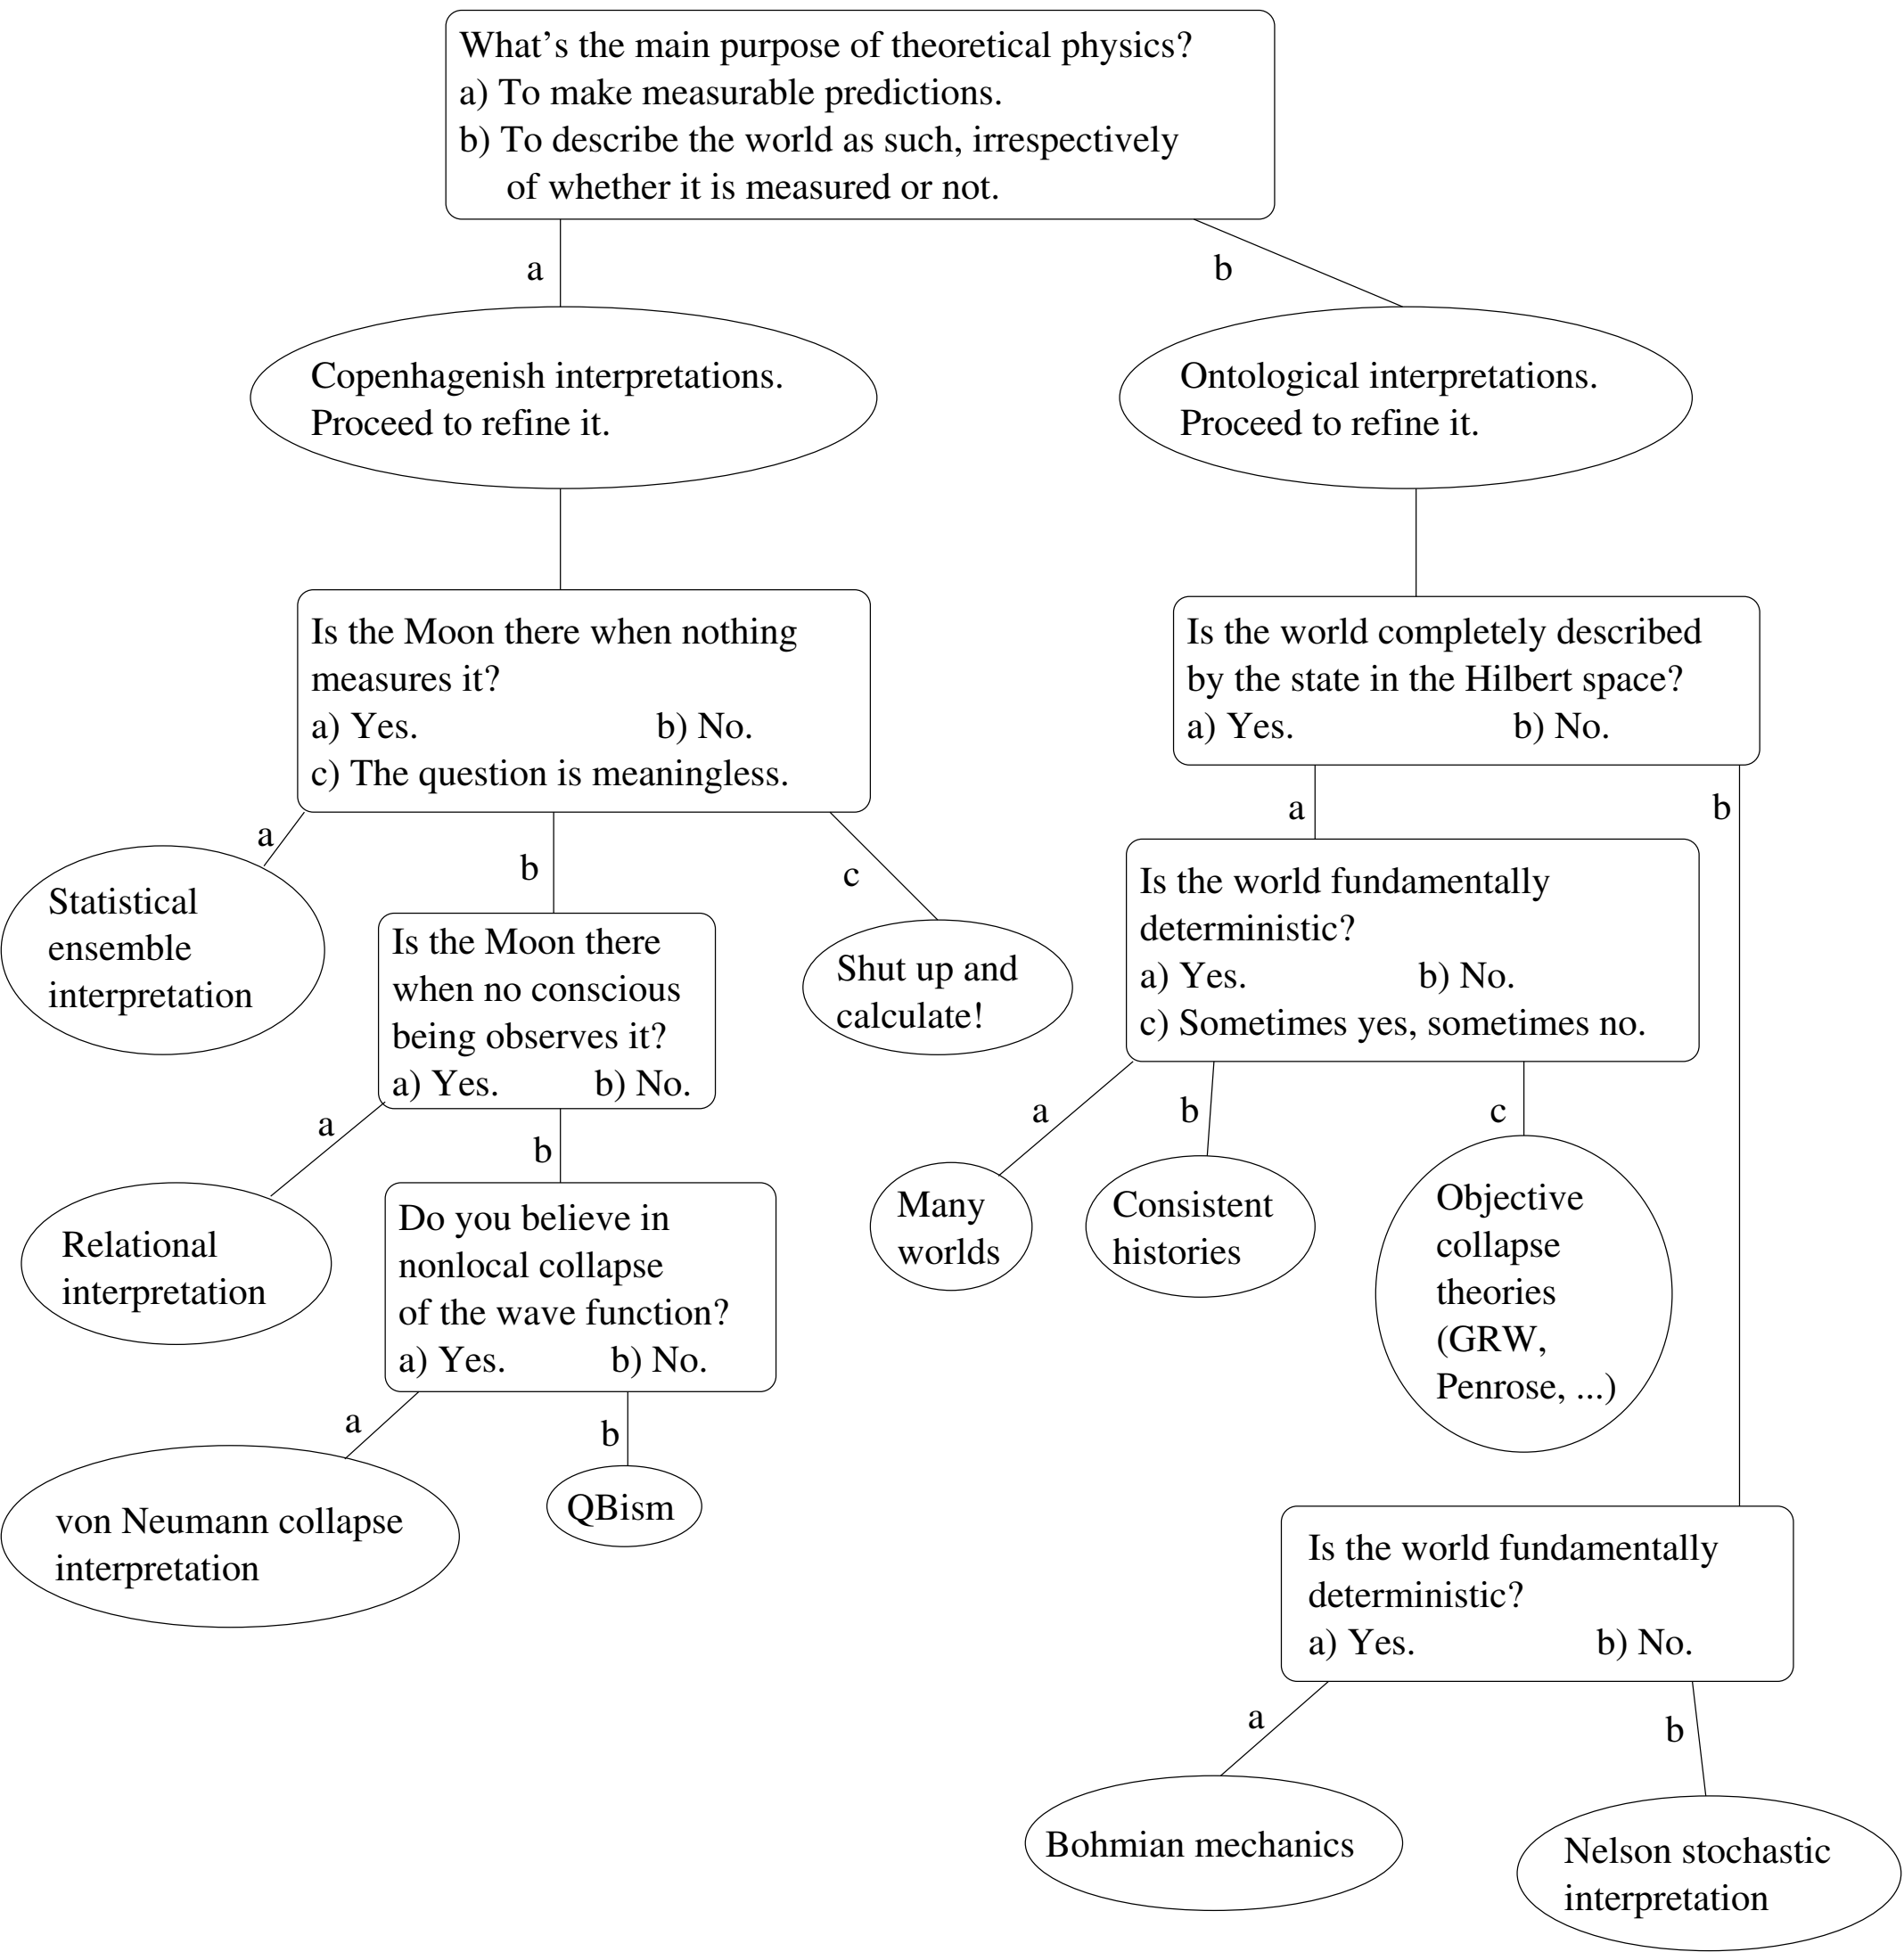 What's the main purpose of theoretical physics?
a) To make measurable predictions.
b) To describe the world as such, irrespectively
of whether it is measured or not.
a
b
Copenhagenish interpretations.
Proceed to refine it.
Ontological interpretations.
Proceed to refine it.
Is the Moon there when nothing
measures it?
a) Yes. b) No.
c) The question is meaningless.
Is the world completely described
by the state in the Hilbert space?
a) Yes. b) No.
a
b
c
a
b
Statistical
ensemble
interpretation
Is the Moon there
when no conscious
being observes it?
a) Yes. b) No.
Shut up and
calculate!
Is the world fundamentally
deterministic?
a) Yes. b) No.
c) Sometimes yes, sometimes no.
a
b
a
b
c
Relational
interpretation
Do you believe in
nonlocal collapse
of the wave function?
a) Yes. b) No.
Many
worlds
Consistent
histories
Objective
collapse
theories
(GRW,
Penrose, ...)
a
b
von Neumann collapse
interpretation
QBism
Is the world fundamentally
deterministic?
a) Yes. b) No.
a
b
Bohmian mechanics
Nelson stochastic
interpretation